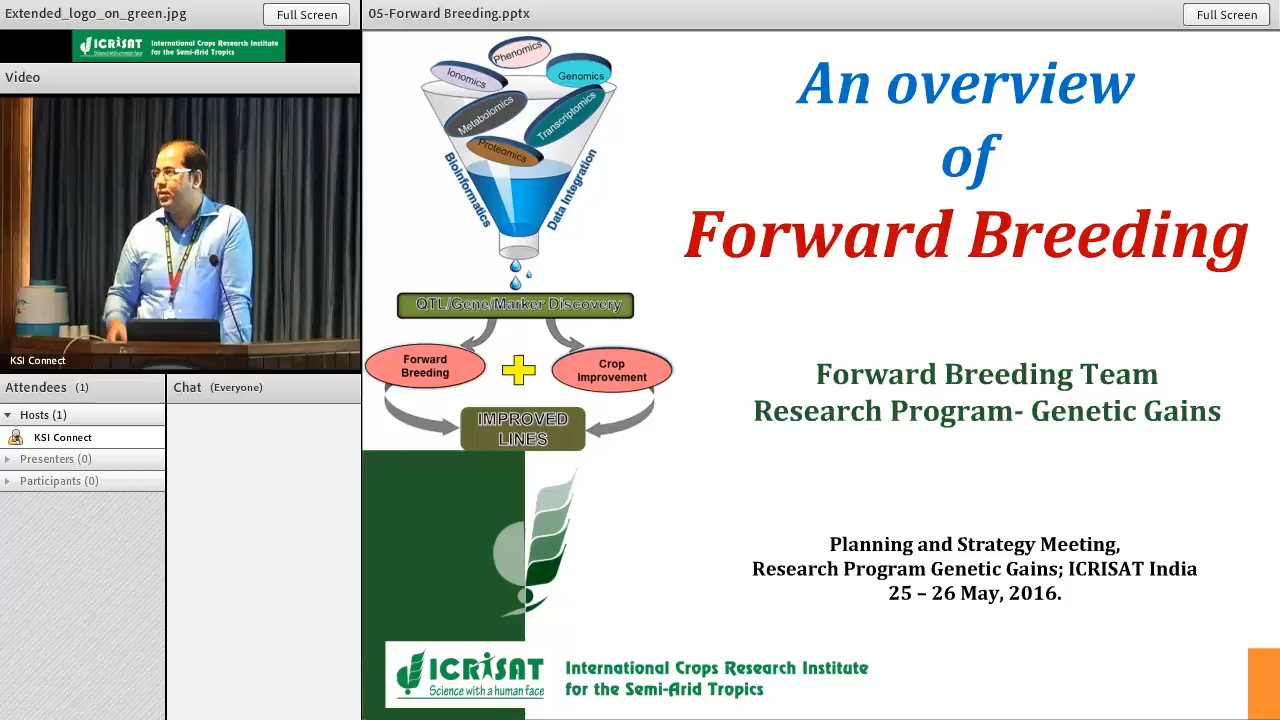 Extended_logo_on_green.jpg
Full Screen
ICRISAT
Science with a human face
International Crops Research Institute
for the Semi-Arid Tropics
Video
KSI Connect
Attendees (1)
Hosts (1)
KSI Connect
Presenters (0)
Participants (0)
Chat (Everyone)
05-Forward Breeding.pptx
Full Screen
Phenomics
Ionomics
Genomics
Metabolomics
Transcriptomics
Proteomics
Bioinformatics
Data Integration
QTL/Gene/Marker Discovery
Forward
Breeding
Crop
Improvement
IMPROVED
LINES
An overview
of
Forward Breeding
Forward Breeding Team
Research Program- Genetic Gains
Planning and Strategy Meeting,
Research Program Genetic Gains; ICRISAT India
25 – 26 May, 2016.
ICRISAT
Science with a human face
International Crops Research Institute
for the Semi-Arid Tropics